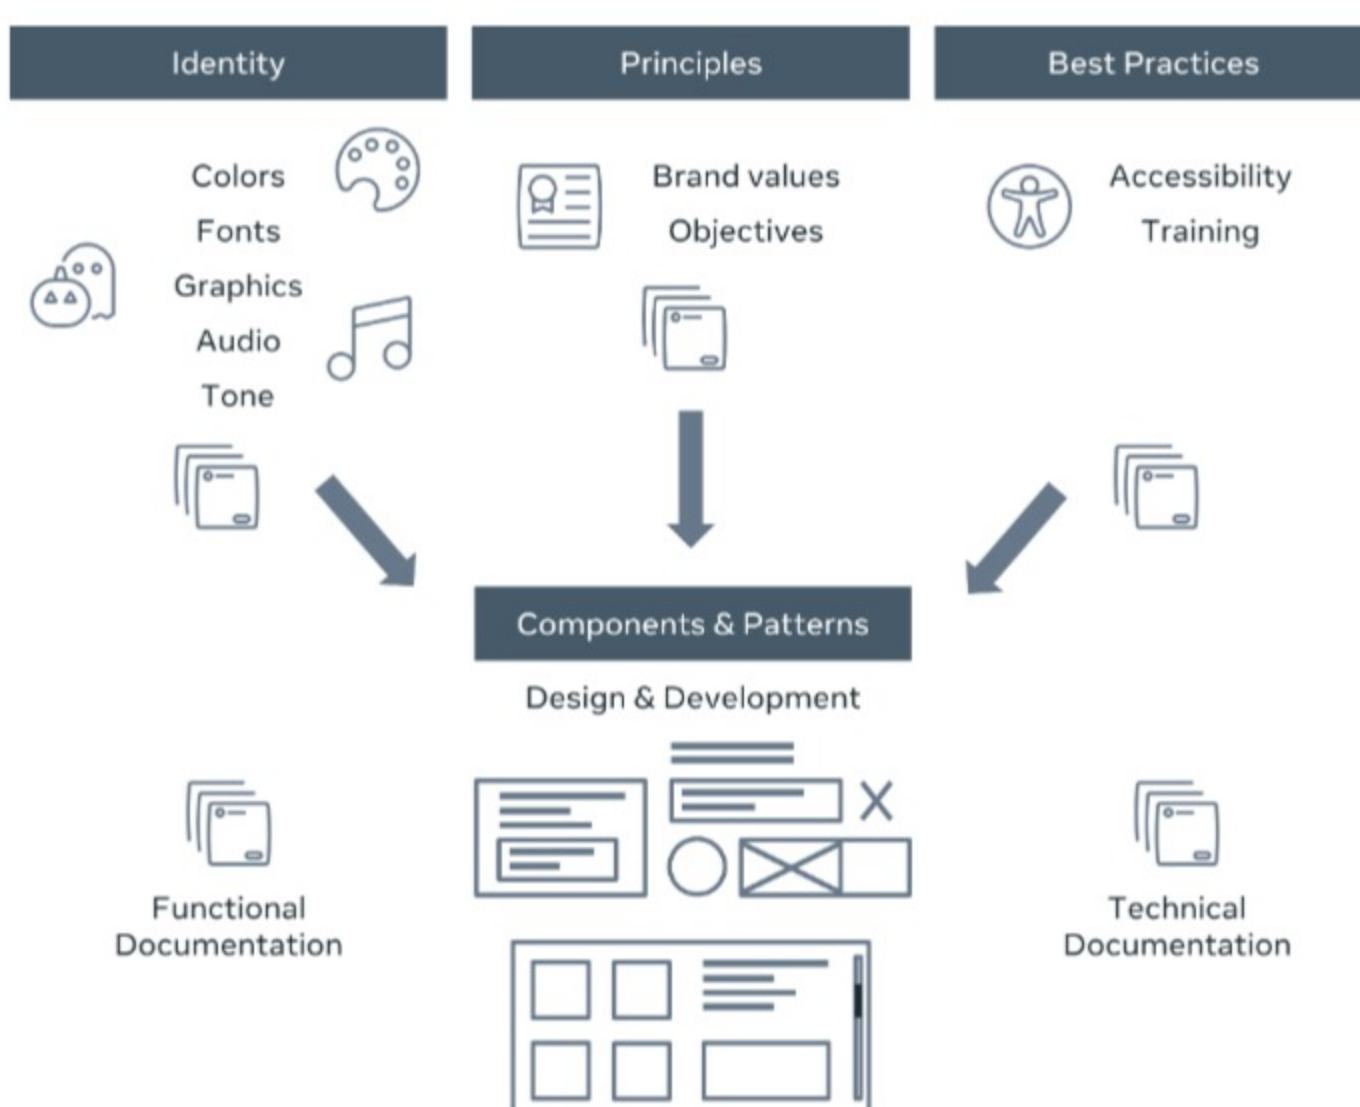 Identity
Principles
Best Practices
Colors
Fonts
Graphics
Audio
Tone
Brand values
Objectives
Accessibility
Training
Components & Patterns
Design & Development
Functional
Documentation
Technical
Documentation